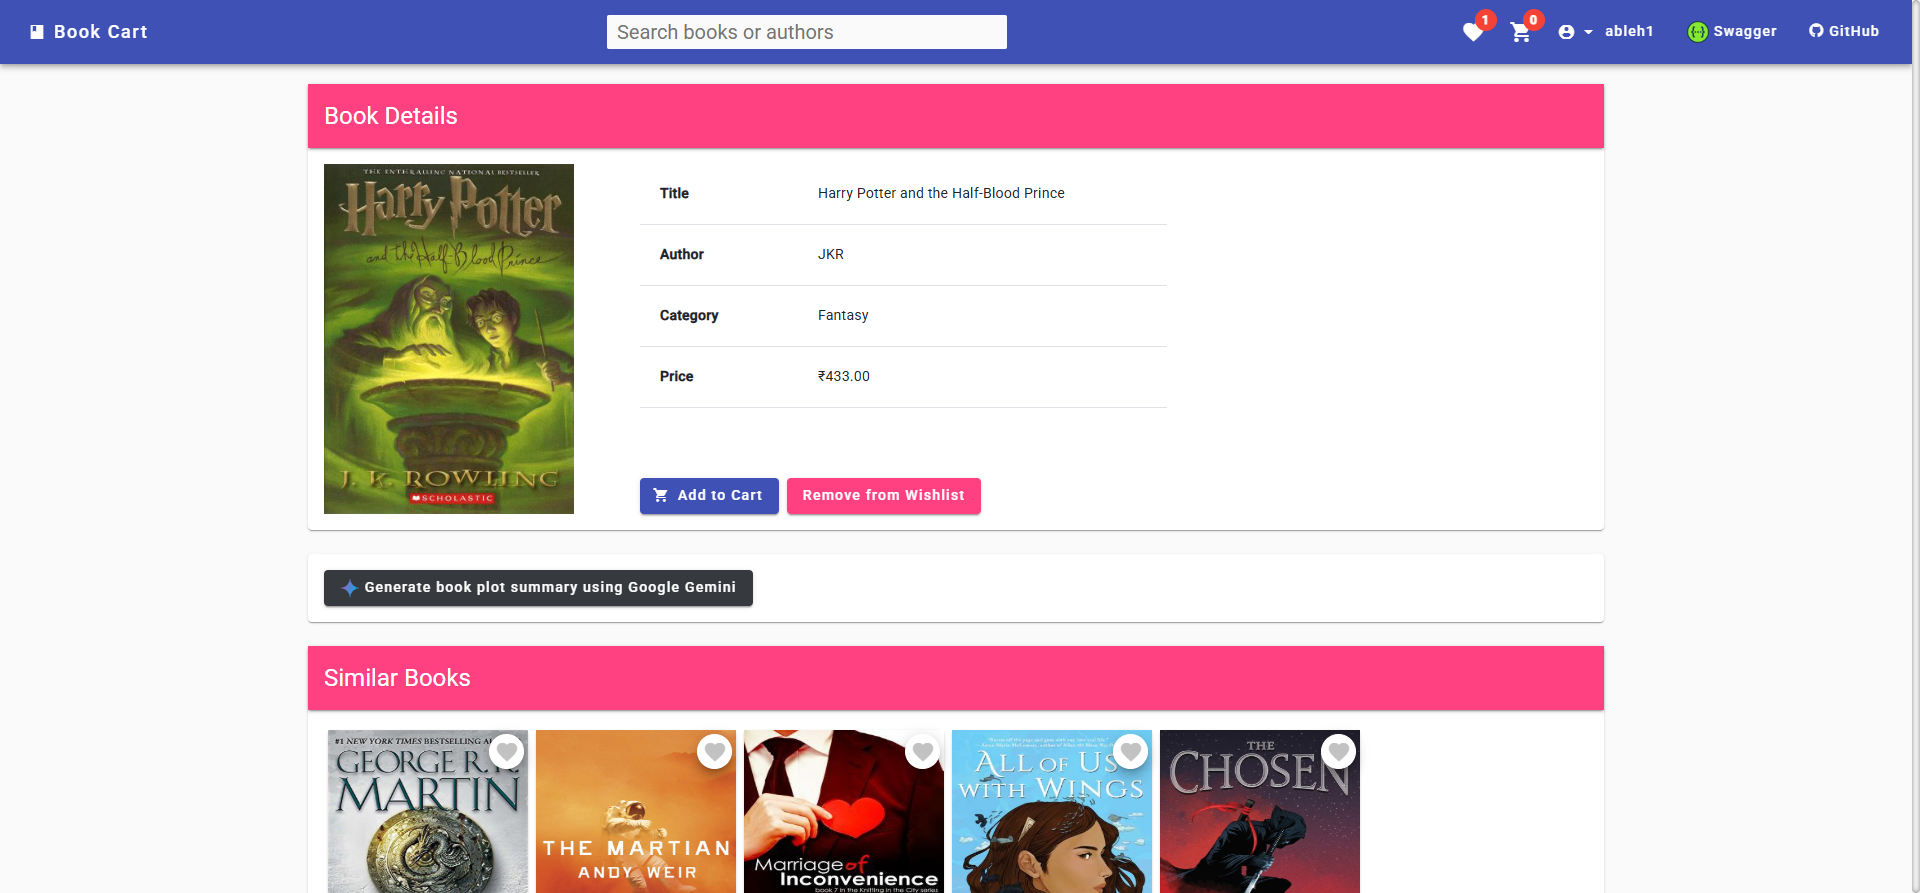 Book Cart
Search books or authors
1
0
ableh1
Swagger
GitHub
Book Details
THE INTERNATIONAL NATIONAL BESTSELLER
Harry Potter
and the Half-Blood Prince
J. K. ROWLING
SCHOLASTIC
Title Harry Potter and the Half-Blood Prince
Author JKR
Category Fantasy
Price ₹433.00
Add to Cart
Remove from Wishlist
Generate book plot summary using Google Gemini
Similar Books
#1 NEW YORK TIMES BESTSELLING
GEORGE R. R.
MARTIN
THE MARTIAN
ANDY WEIR
Marriage of
Inconvenience
book 7 in the Knitting in the City series
ALL OF US
WITH WINGS
THE
CHOSEN